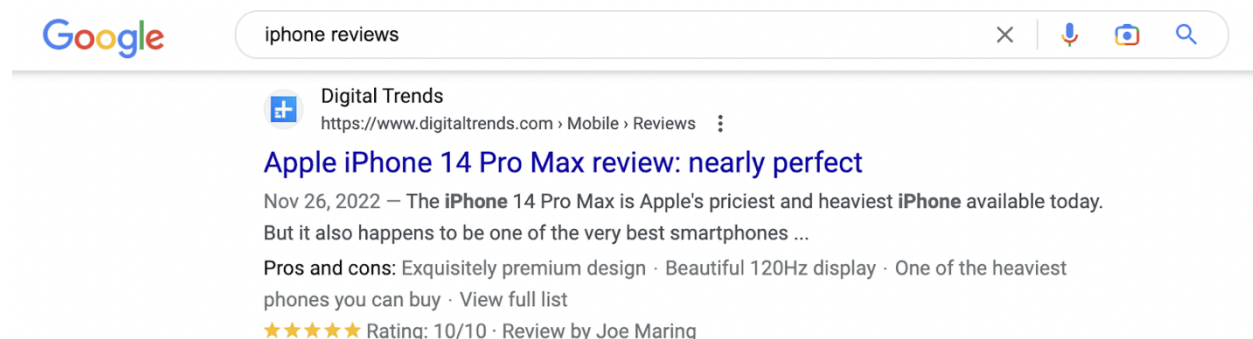 Google
iphone reviews
Digital Trends
https://www.digitaltrends.com › Mobile › Reviews
Apple iPhone 14 Pro Max review: nearly perfect
Nov 26, 2022 — The iPhone 14 Pro Max is Apple's priciest and heaviest iPhone available today.
But it also happens to be one of the very best smartphones ...
Pros and cons: Exquisitely premium design · Beautiful 120Hz display · One of the heaviest
phones you can buy · View full list
Rating: 10/10 · Review by Joe Maring